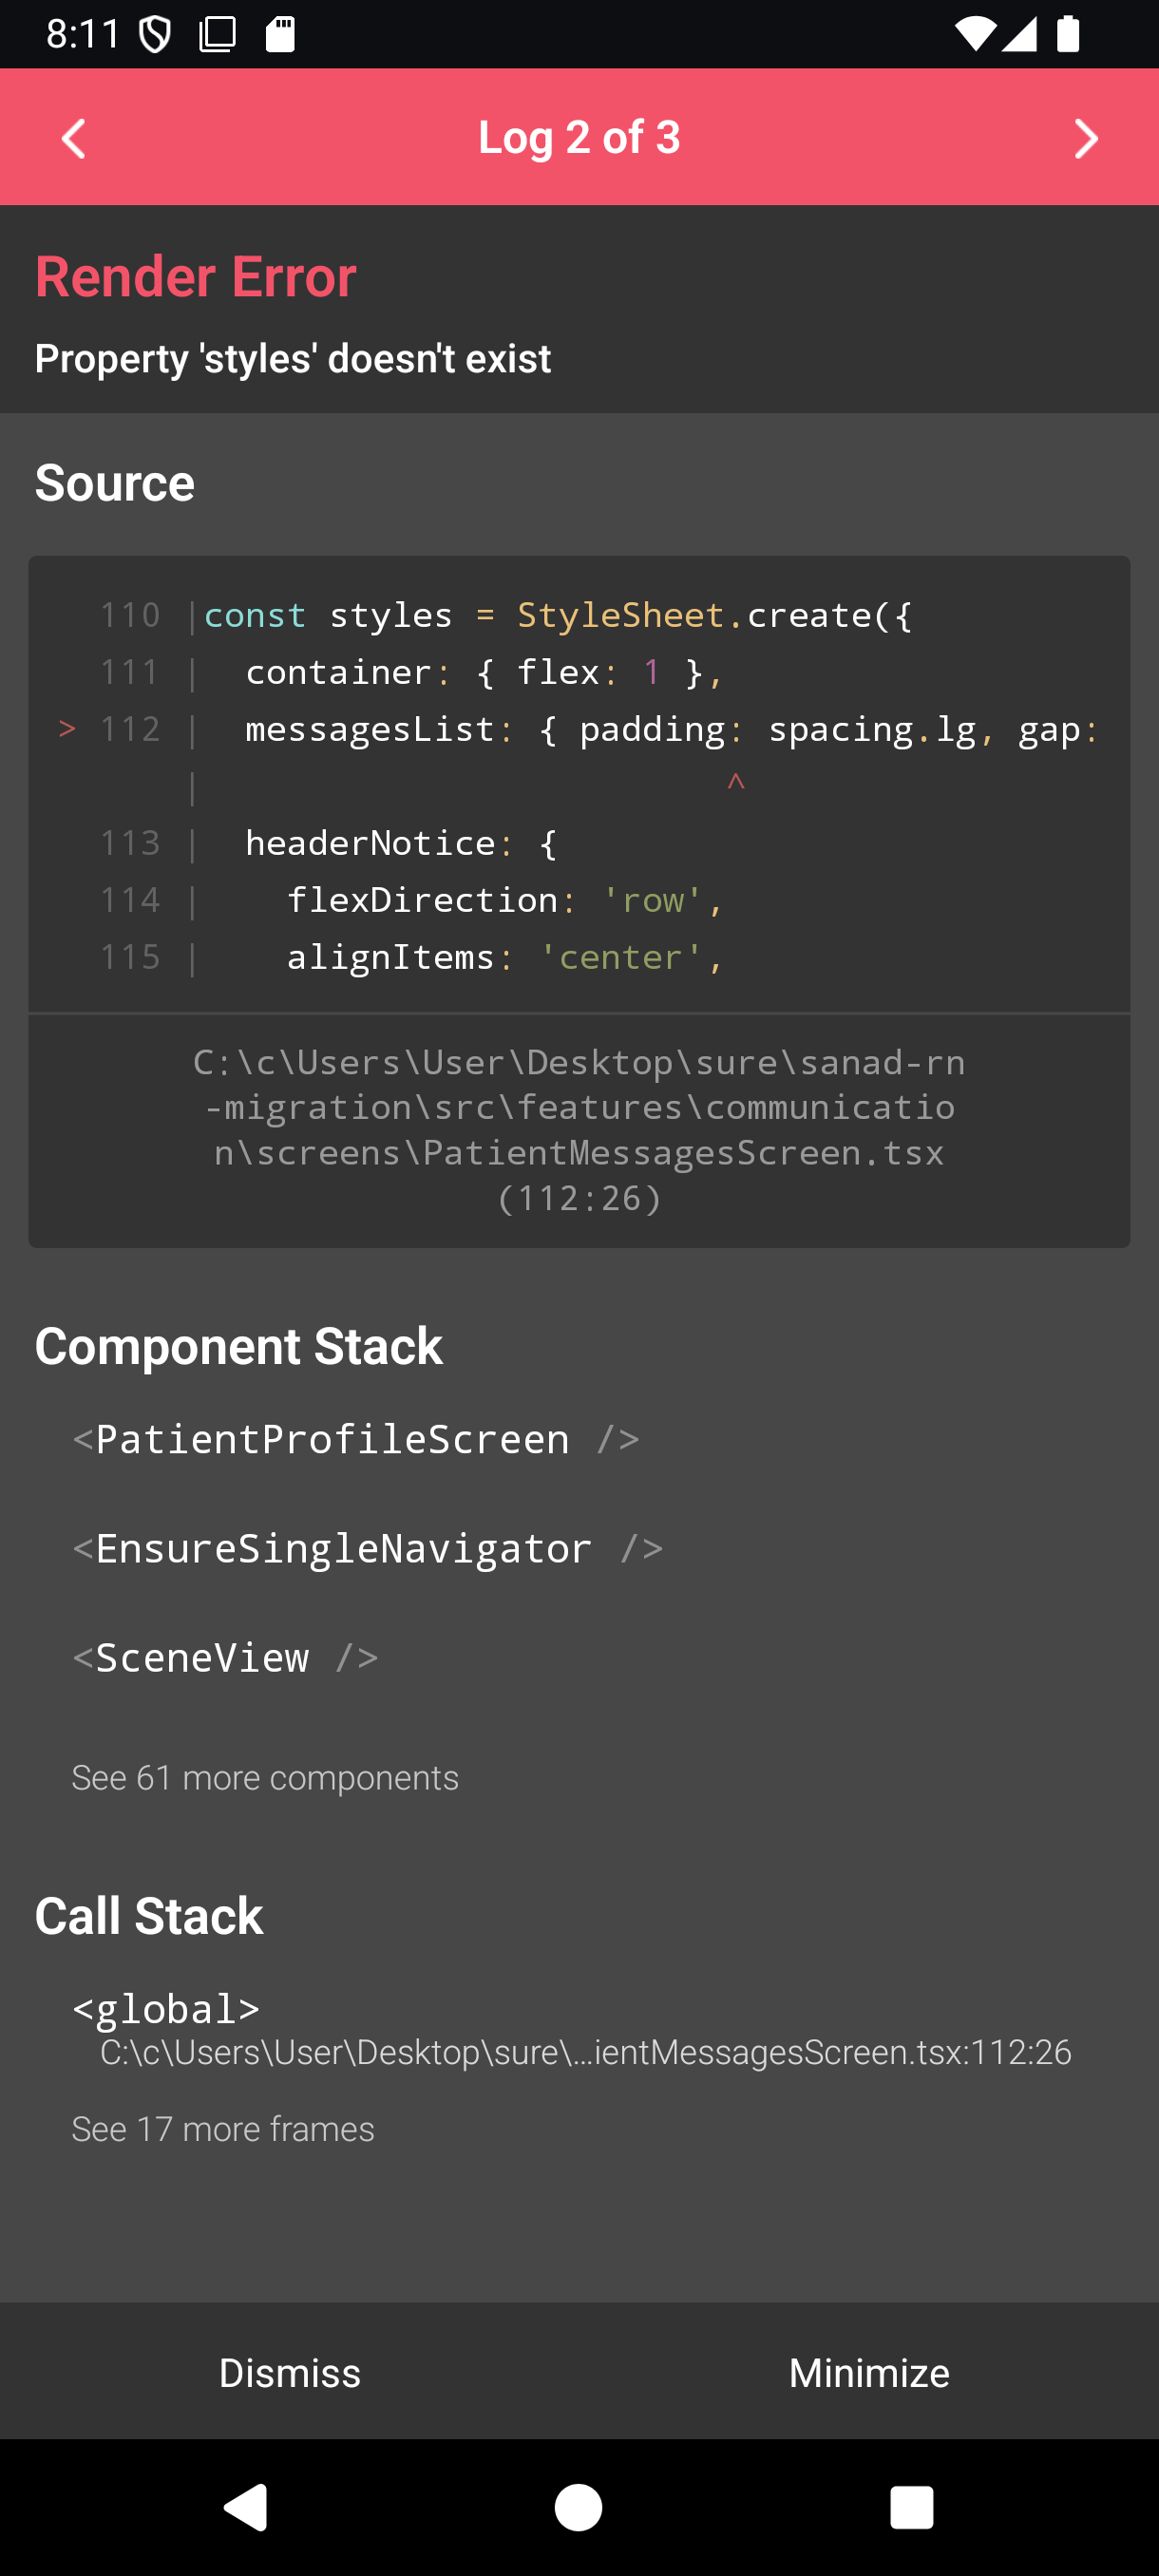 8:11
Log 2 of 3
Render Error
Property 'styles' doesn't exist
Source
110 |const styles = StyleSheet.create({
111 |  container: { flex: 1 },
> 112 |  messagesList: { padding: spacing.lg, gap:
|                          ^
113 |  headerNotice: {
114 |    flexDirection: 'row',
115 |    alignItems: 'center',
C:\c\Users\User\Desktop\sure\sanad-rn
-migration\src\features\communicatio
n\screens\PatientMessagesScreen.tsx
(112:26)
Component Stack
<PatientProfileScreen />
<EnsureSingleNavigator />
<SceneView />
See 61 more components
Call Stack
<global>
C:\c\Users\User\Desktop\sure\...ientMessagesScreen.tsx:112:26
See 17 more frames
Dismiss
Minimize